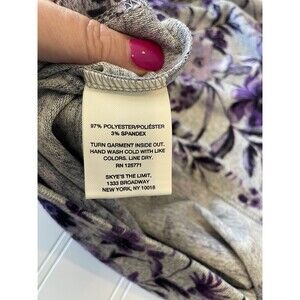 97% POLYESTER/POLIÉSTER
3% SPANDEX
TURN GARMENT INSIDE OUT.
HAND WASH COLD WITH LIKE
COLORS. LINE DRY.
RN 125771
SKYE'S THE LIMIT,
1333 BROADWAY
NEW YORK, NY 10018